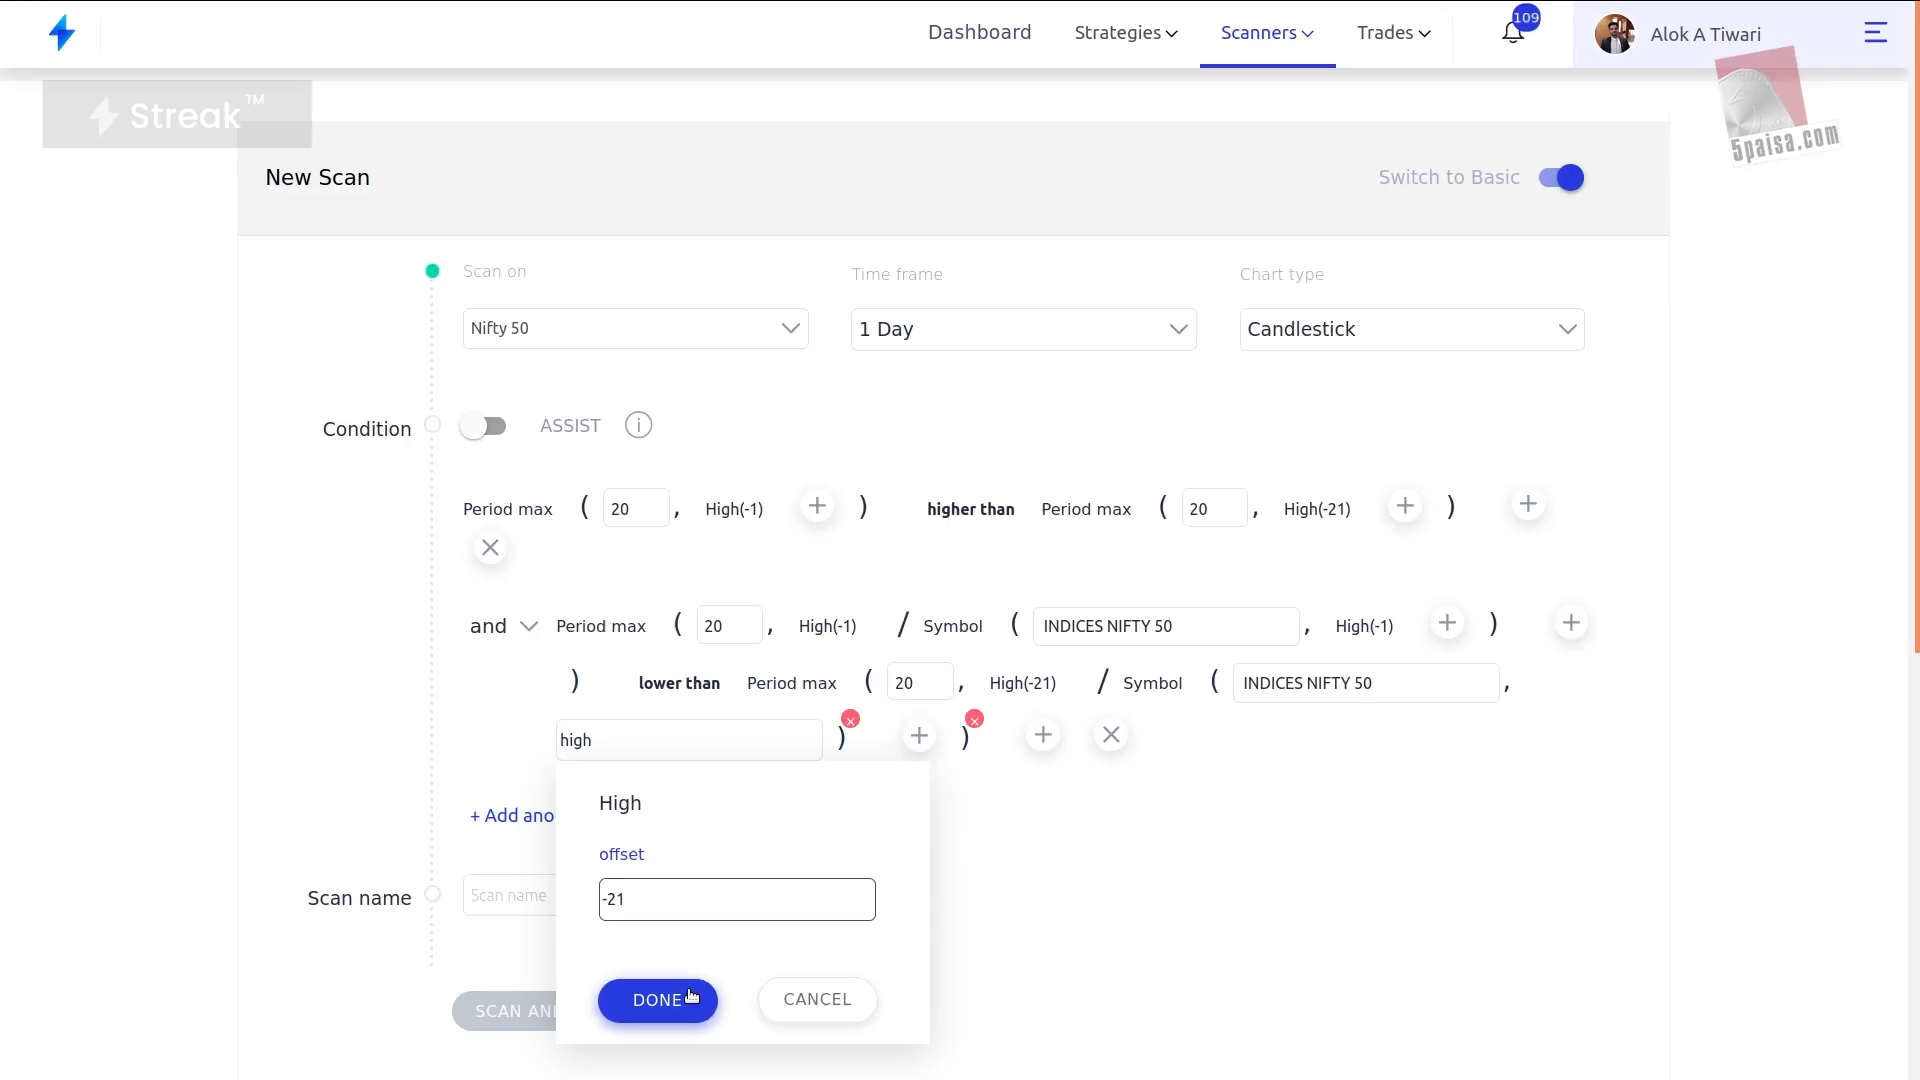 Dashboard Strategies Scanners Trades 109 Alok A Tiwari
Streak™
5paisa.com
New Scan Switch to Basic
Scan on Time frame Chart type
Nifty 50 1 Day Candlestick
Condition ASSIST i
Period max ( 20 , High(-1) + ) higher than Period max ( 20 , High(-21) + ) +
×
and Period max ( 20 , High(-1) / Symbol ( INDICES NIFTY 50 , High(-1) + ) +
) lower than Period max ( 20 , High(-21) / Symbol ( INDICES NIFTY 50 ,
high ) × + ) × + ×
High
+ Add ano
offset
Scan name Scan name -21
SCAN AN DONE CANCEL